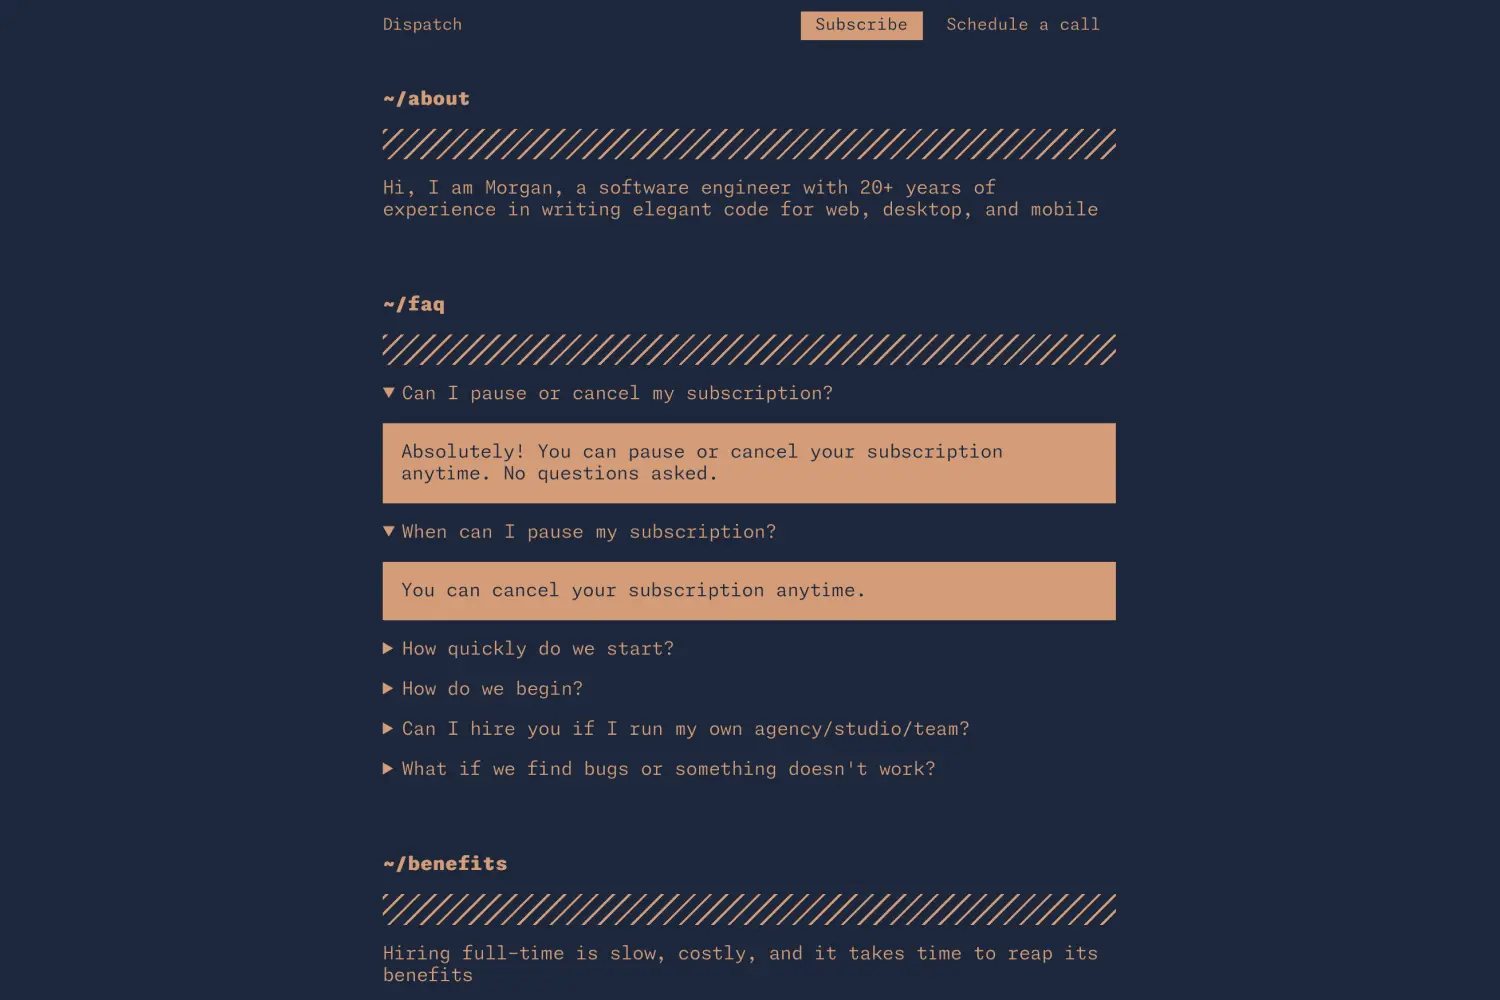 Dispatch
Subscribe
Schedule a call
~/about
Hi, I am Morgan, a software engineer with 20+ years of
experience in writing elegant code for web, desktop, and mobile
~/faq
Can I pause or cancel my subscription?
Absolutely! You can pause or cancel your subscription
anytime. No questions asked.
When can I pause my subscription?
You can cancel your subscription anytime.
How quickly do we start?
How do we begin?
Can I hire you if I run my own agency/studio/team?
What if we find bugs or something doesn't work?
~/benefits
Hiring full-time is slow, costly, and it takes time to reap its
benefits